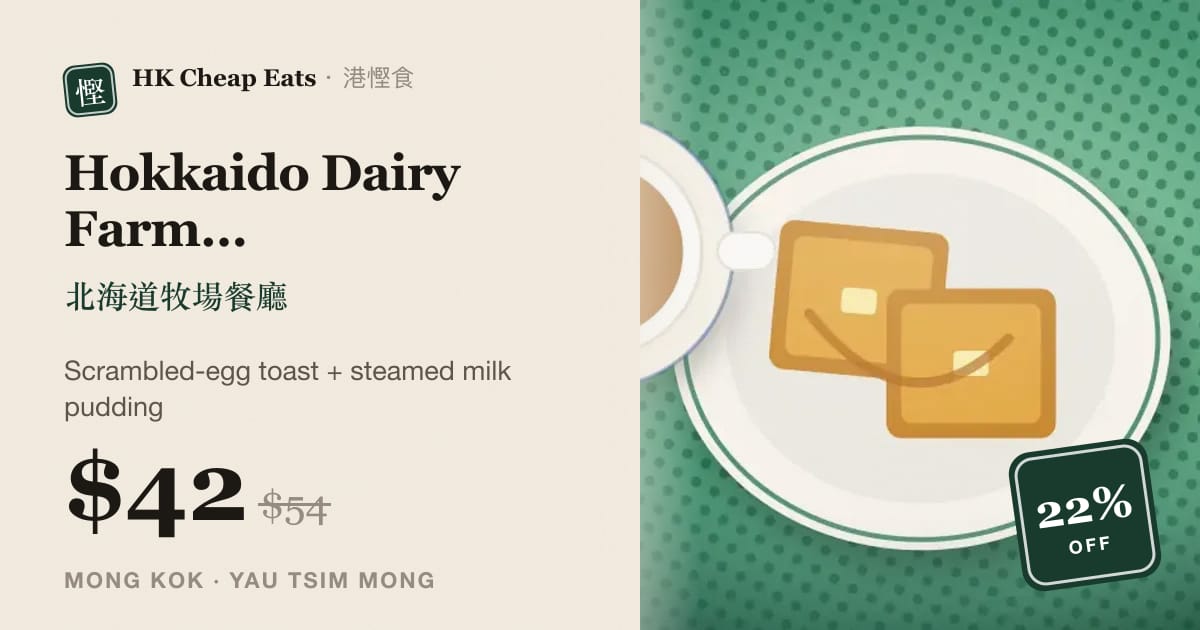 慳
HK Cheap Eats · 港慳食
Hokkaido Dairy
Farm...
北海道牧場餐廳
Scrambled-egg toast + steamed milk
pudding
$42 $54
MONG KOK · YAU TSIM MONG
22%
OFF